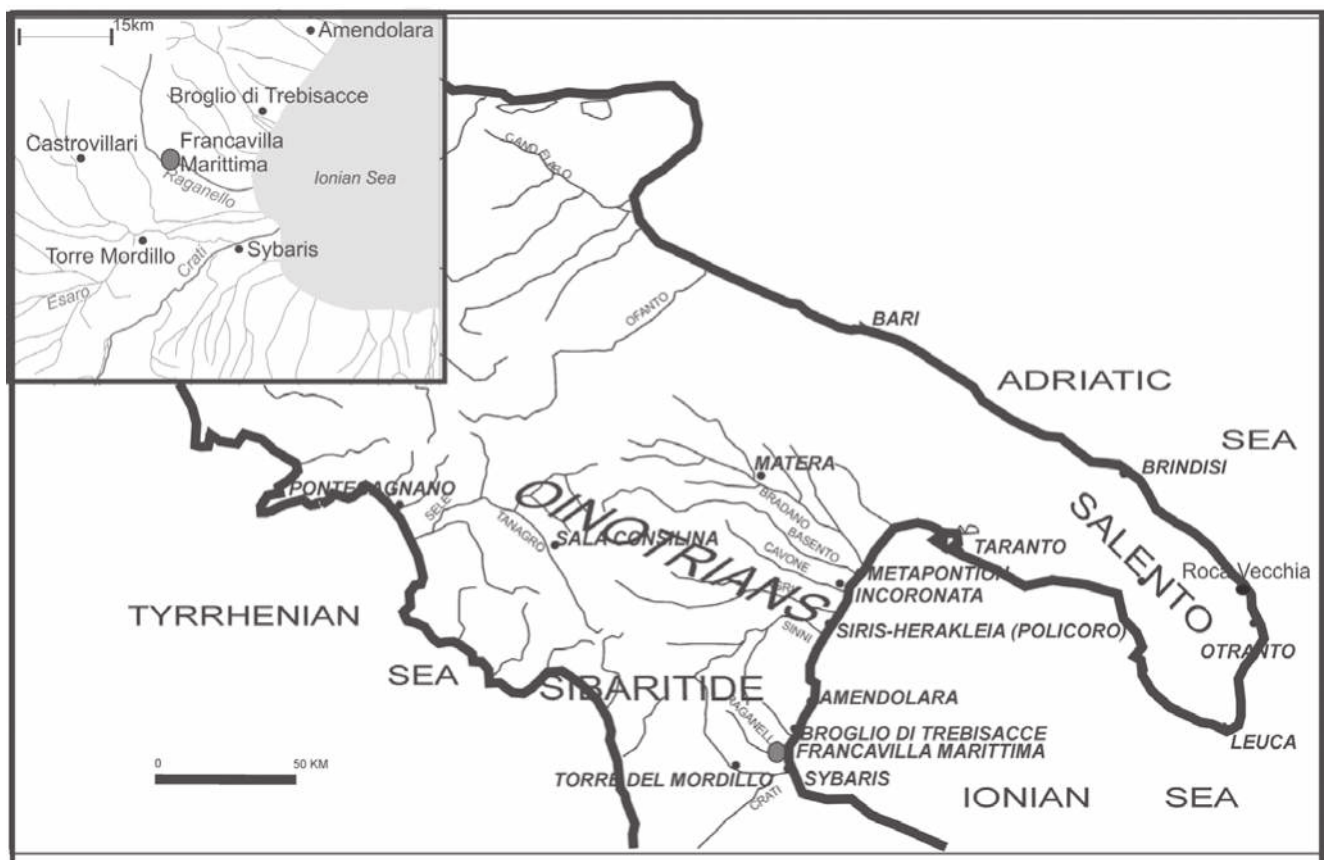 15km
Amendolara
Broglio di Trebisacce
Castrovillari
Francavilla
Marittima
Raganello
Ionian Sea
Torre Mordillo
Crati
Sybaris
Esaro
OFANTO
BARI
ADRIATIC
SEA
MATERA
BRINDISI
PONTECAGNANO
SELE
TANAGRO
SALA CONSILINA
OINOTRIANS
BRADANO
BASENTO
CAVONE
AGRI
SINNI
TARANTO
SALENTO
Roca Vecchia
METAPONTION
INCORONATA
SIRIS-HERAKLEIA (POLICORO)
OTRANTO
TYRRHENIAN
SEA
SIBARITIDE
AMENDOLARA
RAGANELL
BROGLIO DI TREBISACCE
FRANCAVILLA MARITTIMA
LEUCA
0
50 KM
TORRE DEL MORDILLO
SYBARIS
CRATI
IONIAN
SEA